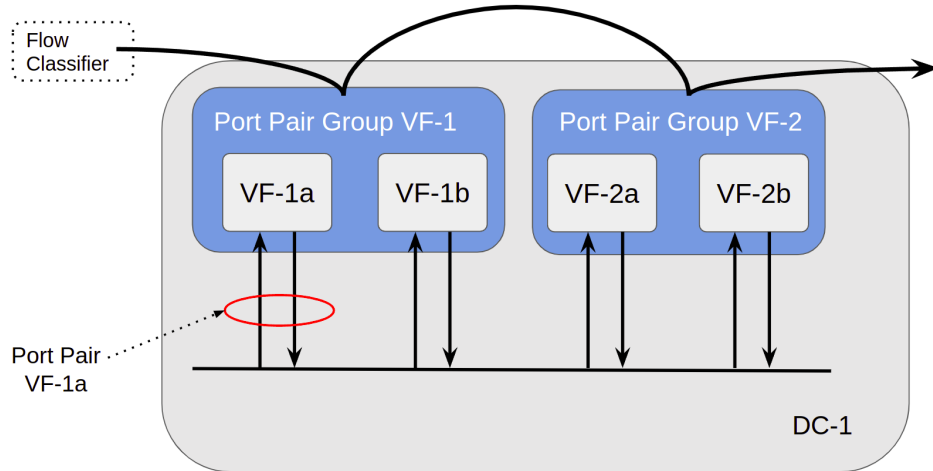 Flow
Classifier
Port Pair Group VF-1
Port Pair Group VF-2
VF-1a
VF-1b
VF-2a
VF-2b
Port Pair
VF-1a
DC-1